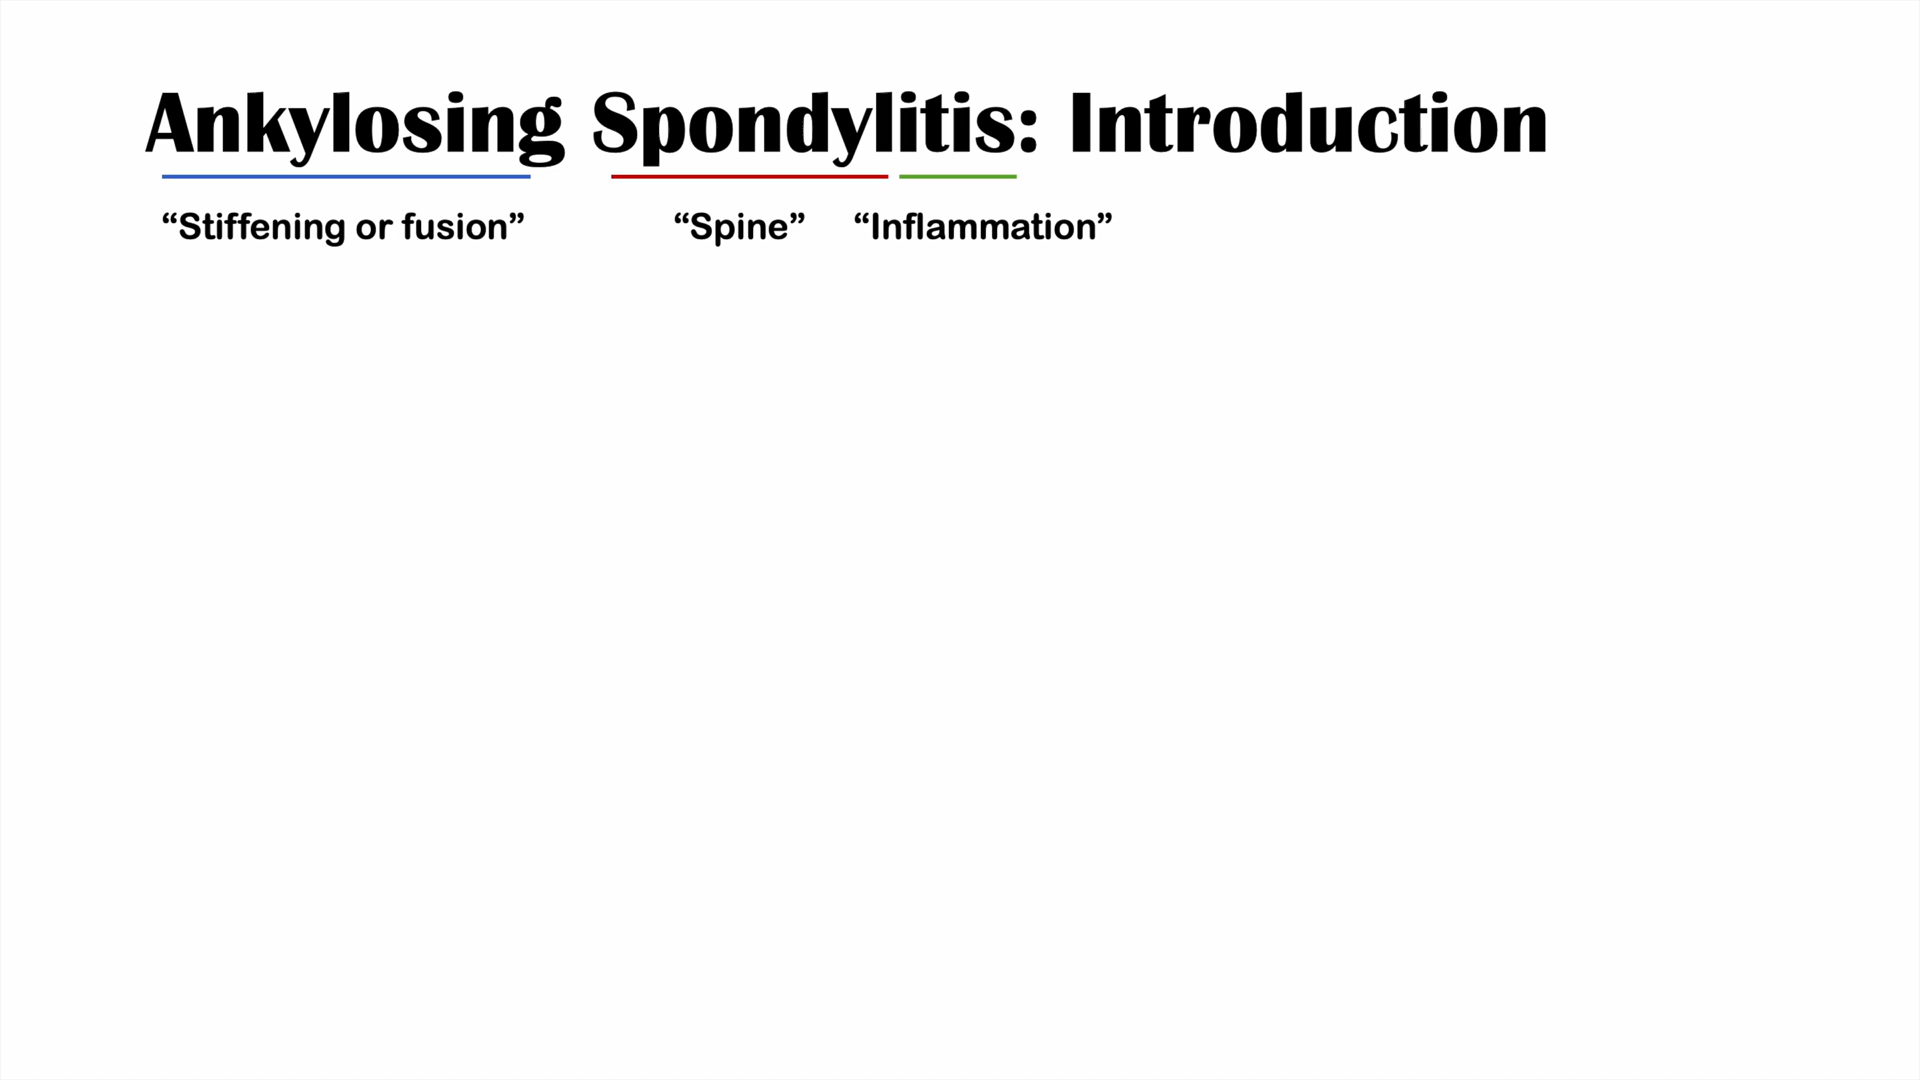 Ankylosing Spondylitis: Introduction
“Stiffening or fusion” “Spine” “Inflammation”